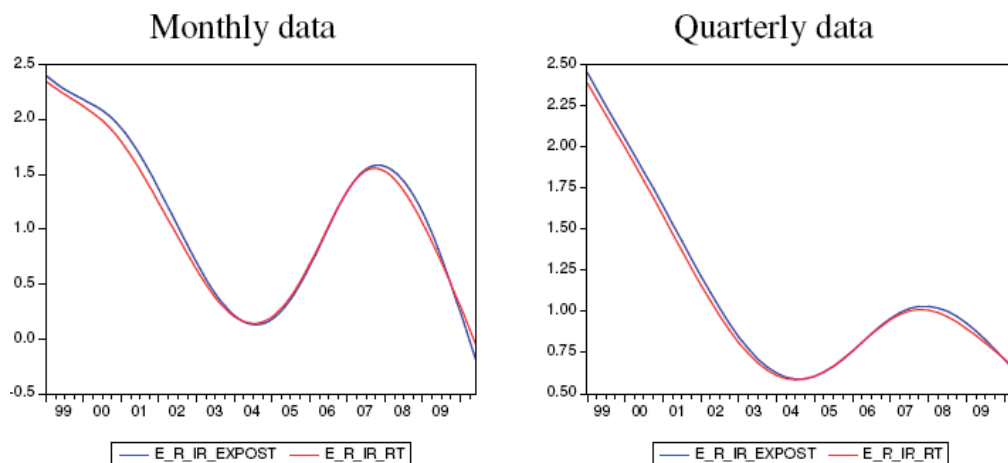 Monthly data
2.5
2.0
1.5
1.0
0.5
0.0
-0.5
99 00 01 02 03 04 05 06 07 08 09
E_R_IR_EXPOST E_R_IR_RT
Quarterly data
2.50
2.25
2.00
1.75
1.50
1.25
1.00
0.75
0.50
99 00 01 02 03 04 05 06 07 08 09
E_R_IR_EXPOST E_R_IR_RT